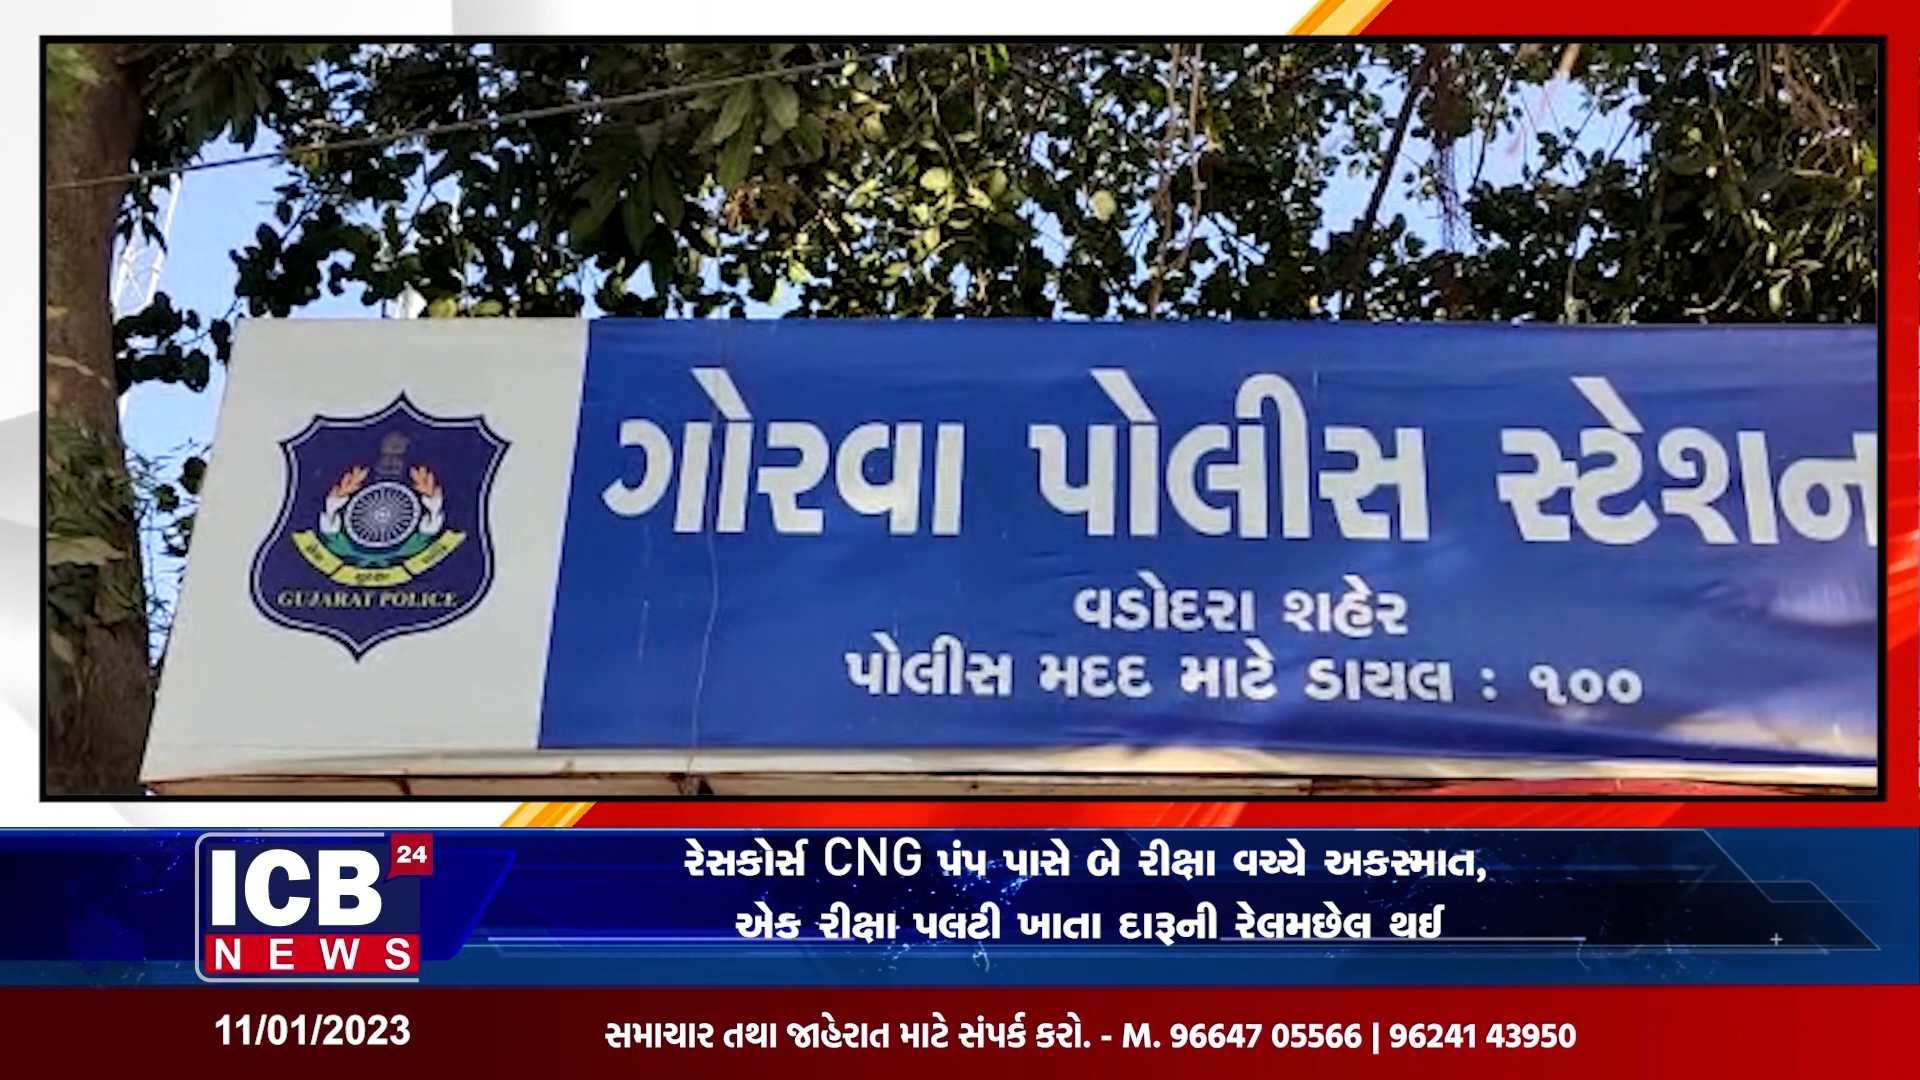 ગોરવા પોલીસ સ્ટેશન
વડોદરા શહેર
પોલીસ મદદ માટે ડાયલ : ૧૦૦
GUJARAT POLICE
ICB 24
NEWS
રેસકોર્સ CNG પંપ પાસે બે રીક્ષા વચ્ચે અકસ્માત,
એક રીક્ષા પલટી ખાતા દારૂની રેલમછેલ થઈ
11/01/2023
સમાચાર તથા જાહેરાત માટે સંપર્ક કરો. - M. 96647 05566 | 96241 43950